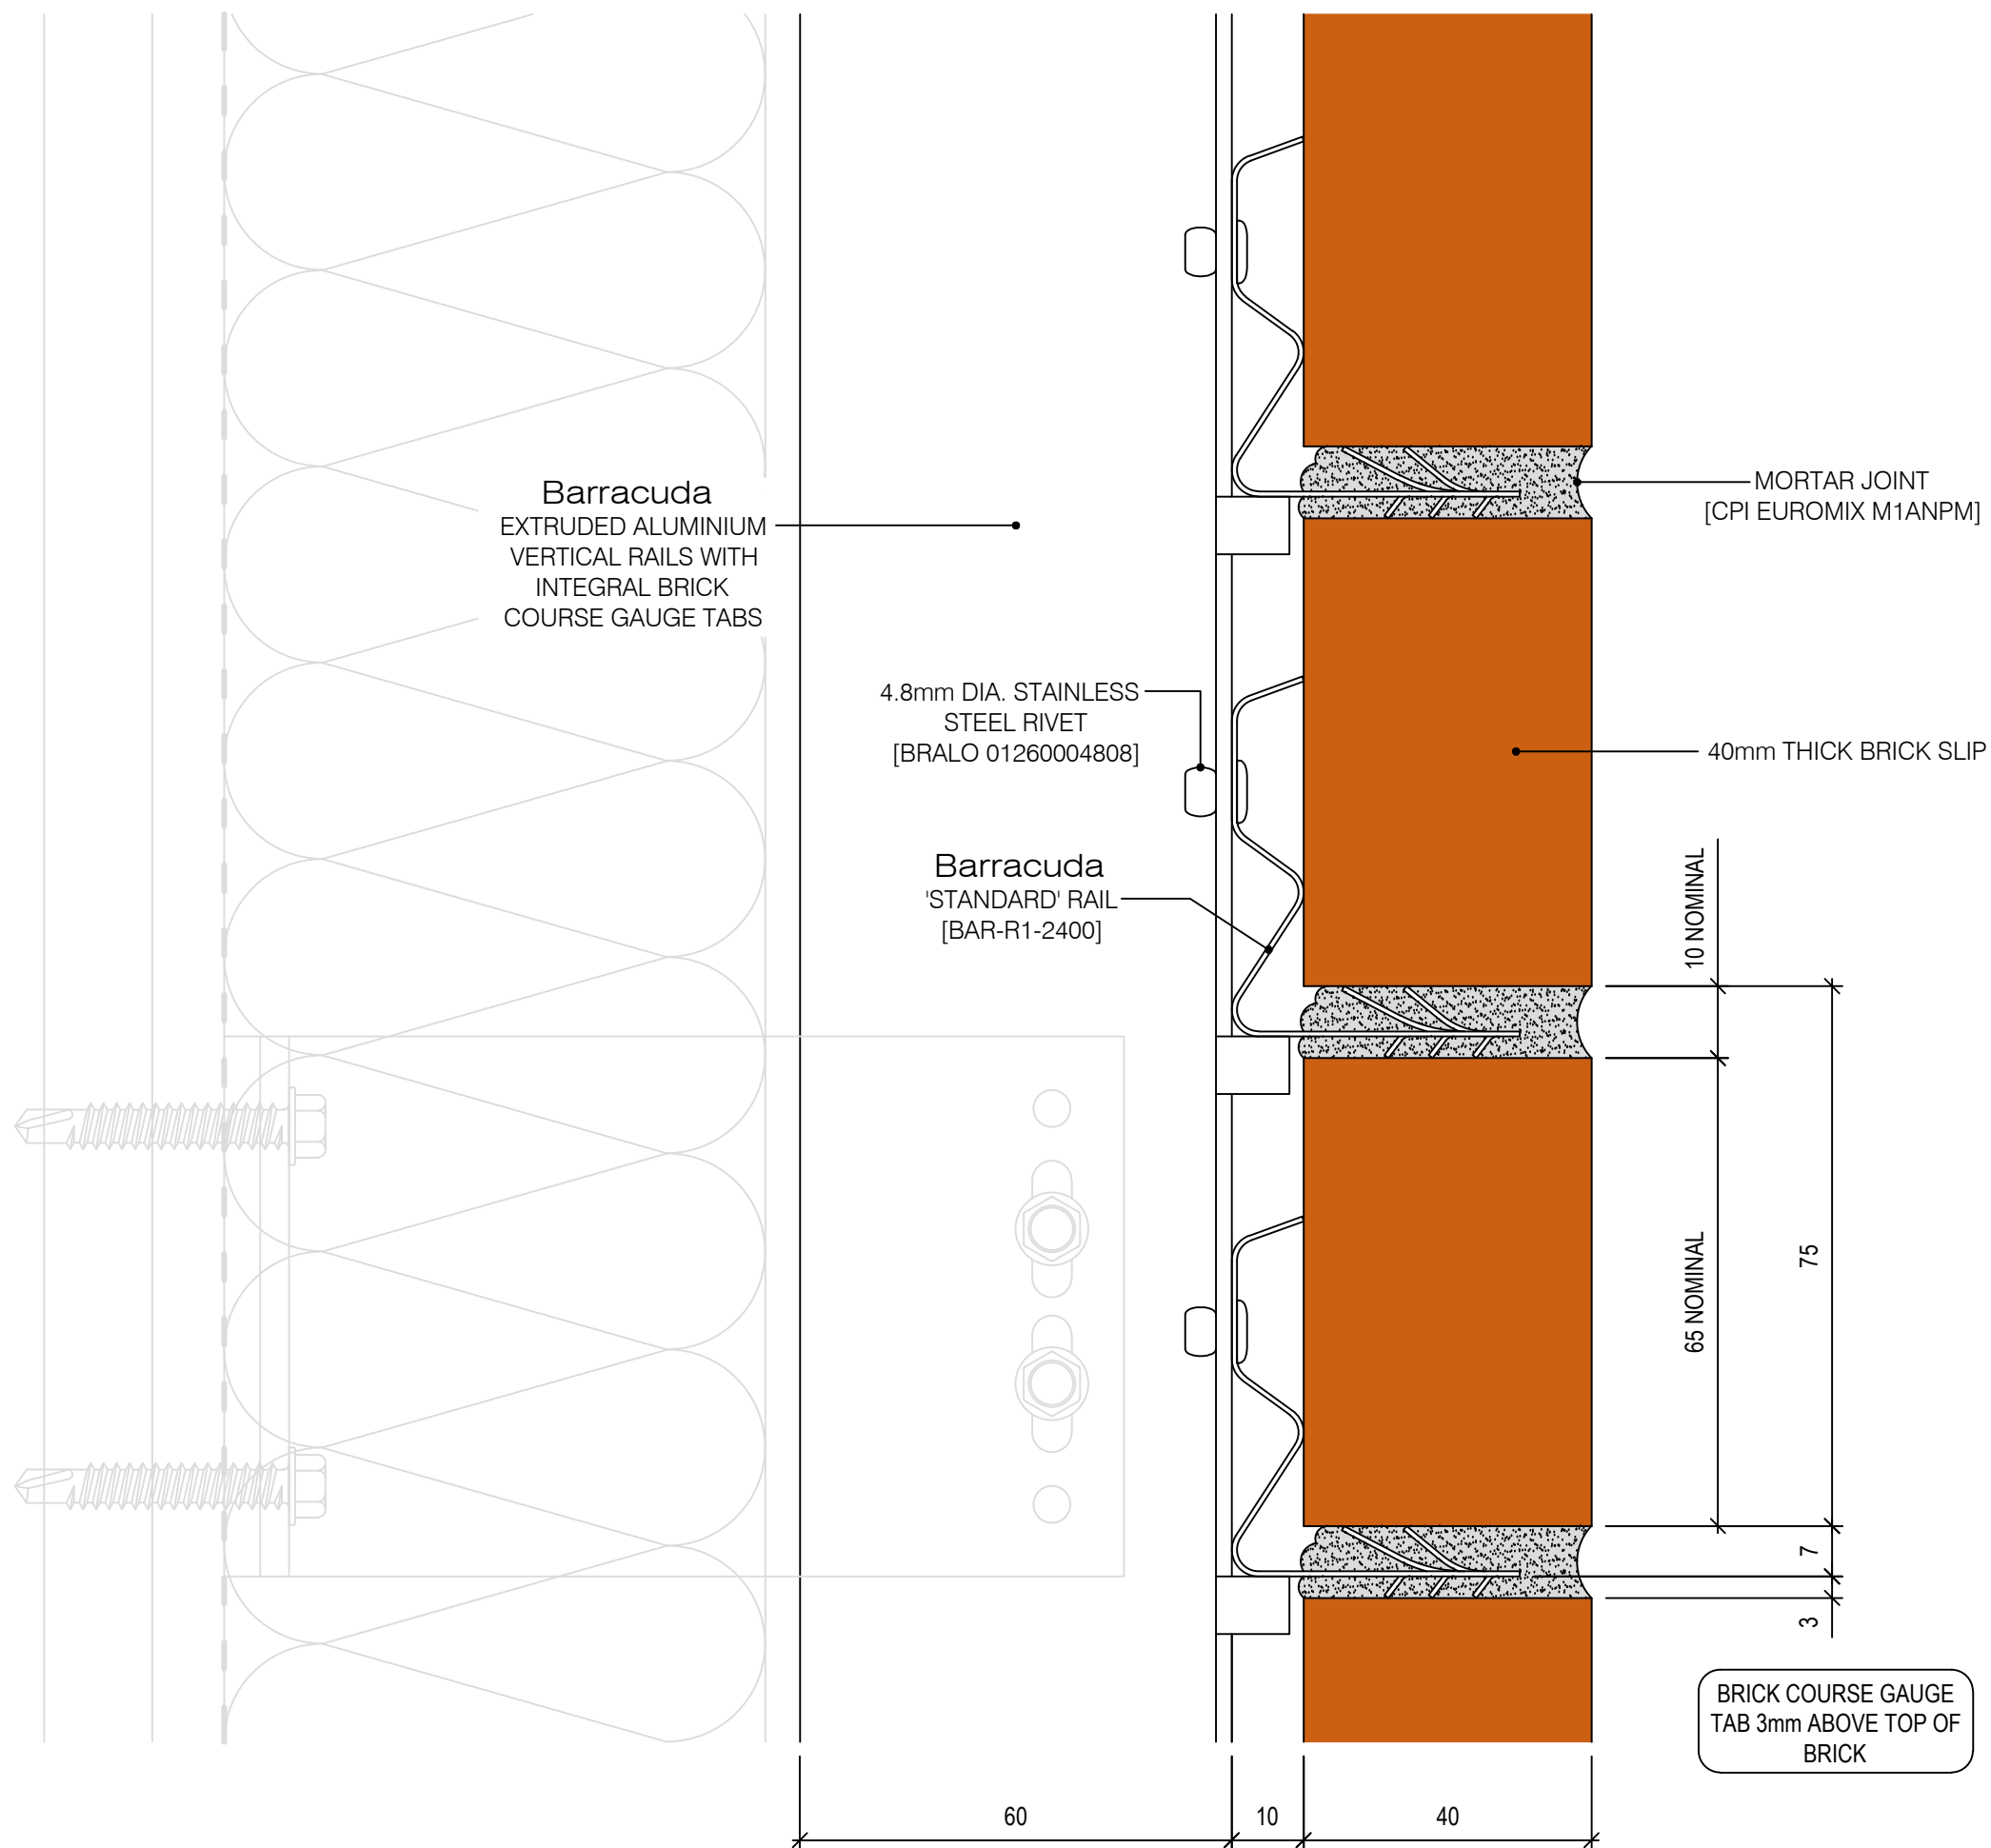 Barracuda
EXTRUDED ALUMINIUM
VERTICAL RAILS WITH
INTEGRAL BRICK
COURSE GAUGE TABS
MORTAR JOINT
[CPI EUROMIX M1ANPM]
4.8mm DIA. STAINLESS
STEEL RIVET
[BRALO 01260004808]
40mm THICK BRICK SLIP
Barracuda
'STANDARD' RAIL
[BAR-R1-2400]
10 NOMINAL
65 NOMINAL
75
7
3
BRICK COURSE GAUGE
TAB 3mm ABOVE TOP OF
BRICK
60
10
40